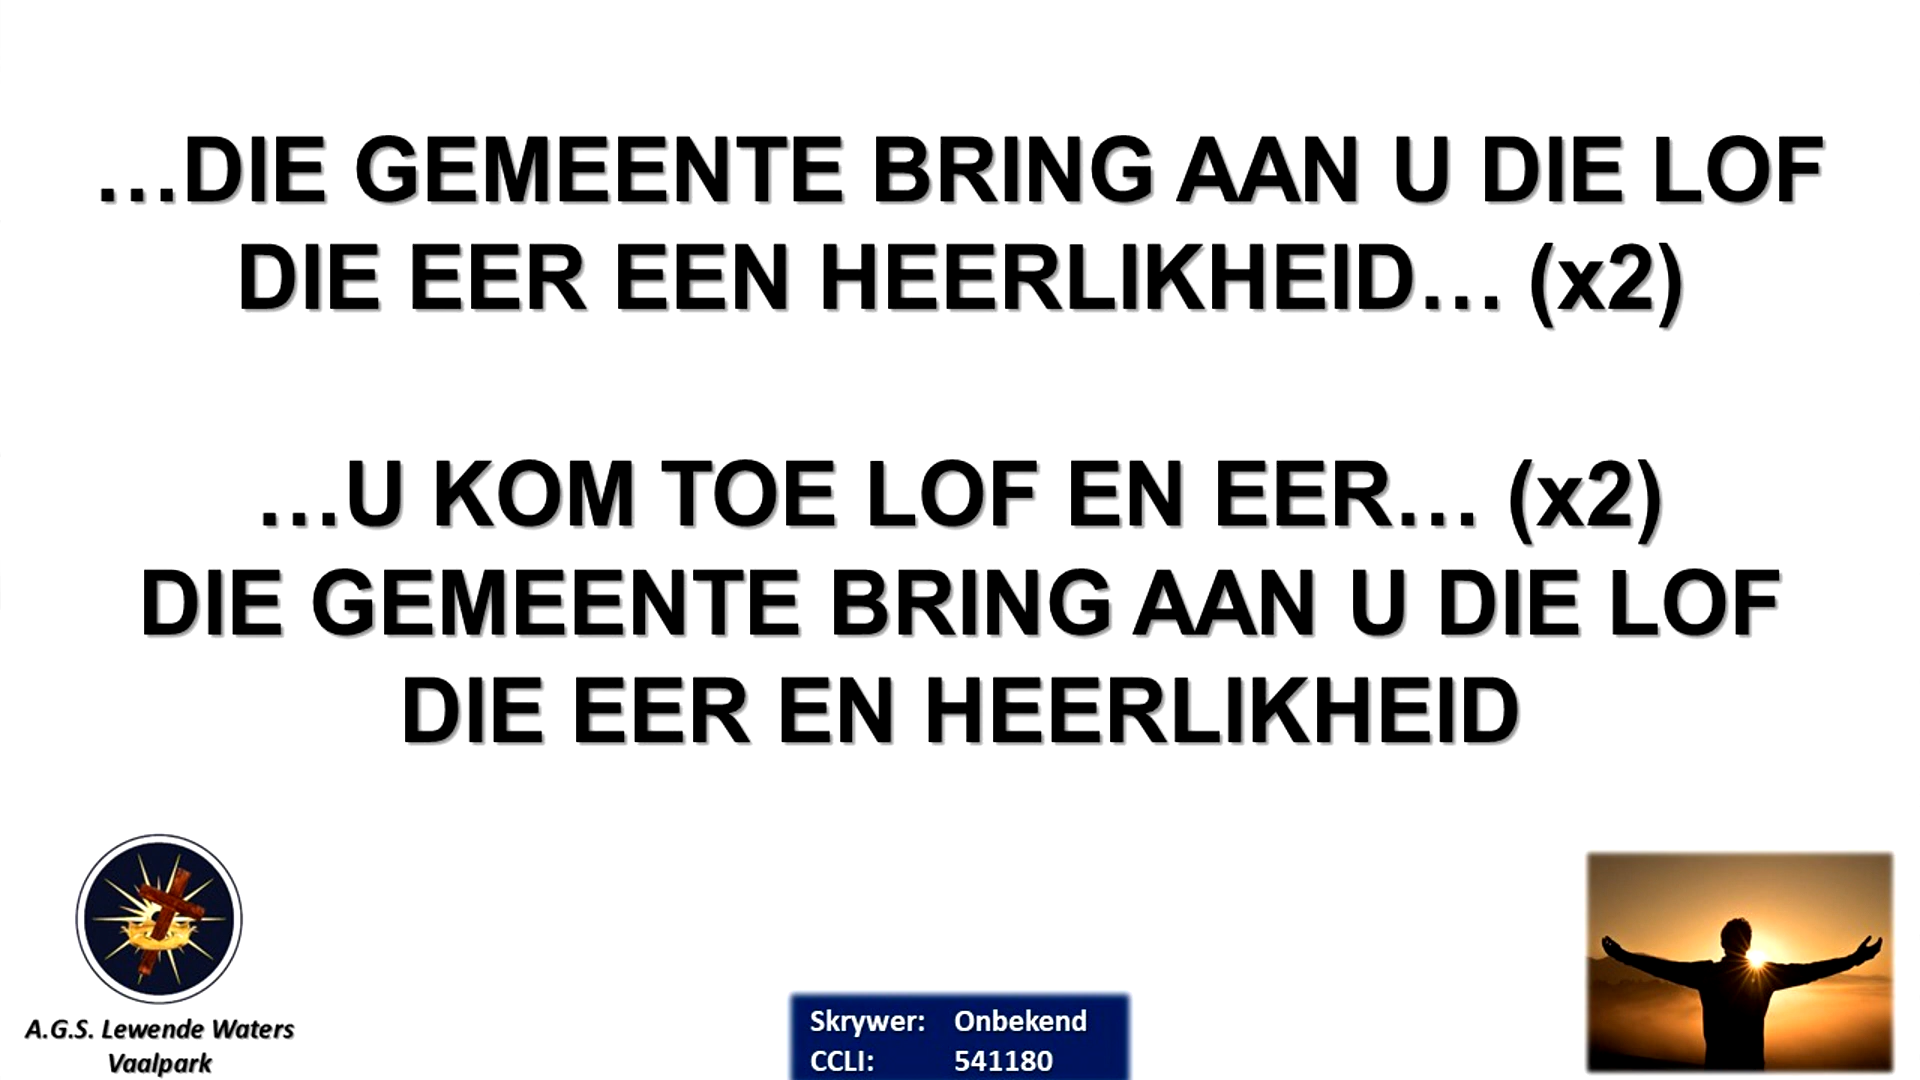 …DIE GEMEENTE BRING AAN U DIE LOF
DIE EER EEN HEERLIKHEID… (x2)
…U KOM TOE LOF EN EER… (x2)
DIE GEMEENTE BRING AAN U DIE LOF
DIE EER EN HEERLIKHEID
A.G.S. Lewende Waters
Vaalpark
Skrywer: Onbekend
CCLI: 541180